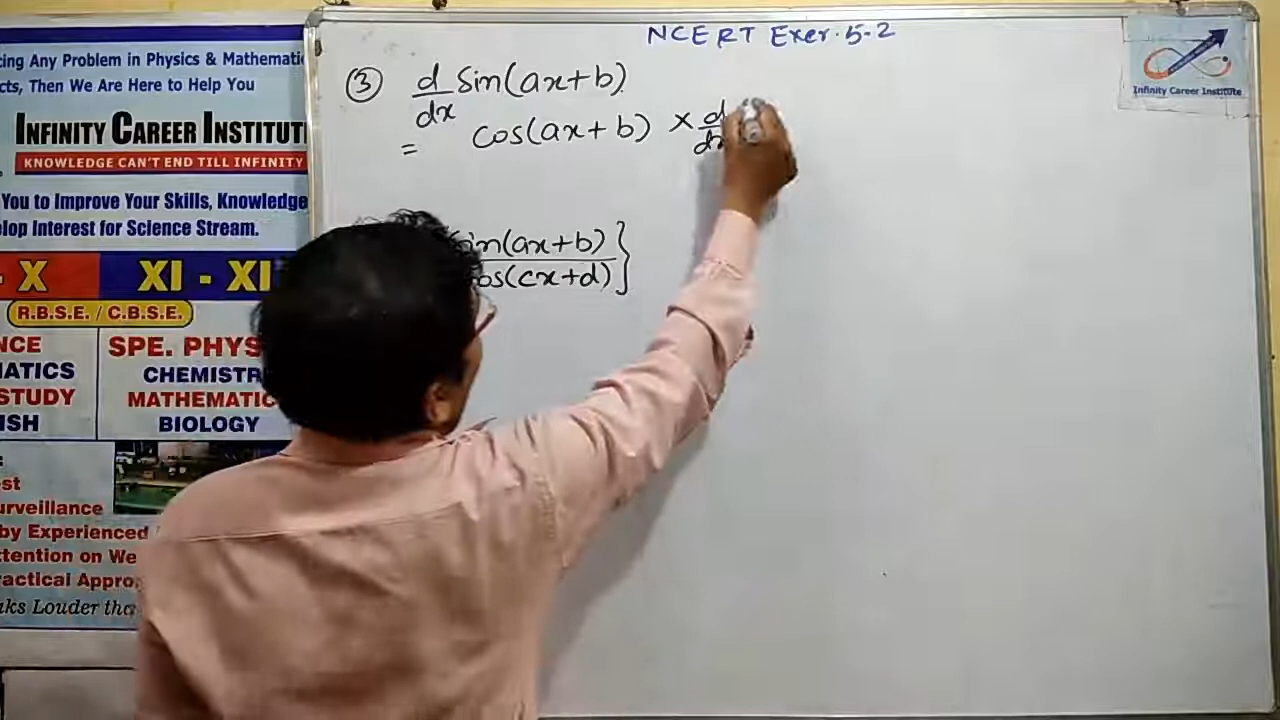 cing Any Problem in Physics & Mathemati
cts, Then We Are Here to Help You
INFINITY CAREER INSTITUT
KNOWLEDGE CAN'T END TILL INFINITY
You to Improve Your Skills, Knowledge
elop Interest for Science Stream.
- X XI - XI
R.B.S.E. / C.B.S.E.
NCE
IATICS
STUDY
ISH
SPE. PHYS
CHEMISTR
MATHEMATIC
BIOLOGY
st
urveillance
by Experienced
ttention on We
ractical Appro
aks Louder tha
NCERT Exer. 5.2
Infinity Career Institute
③ d/dx Sin(ax+b)
= cos(ax+b) × d/dx
Sin(ax+b)
cos(cx+d) }